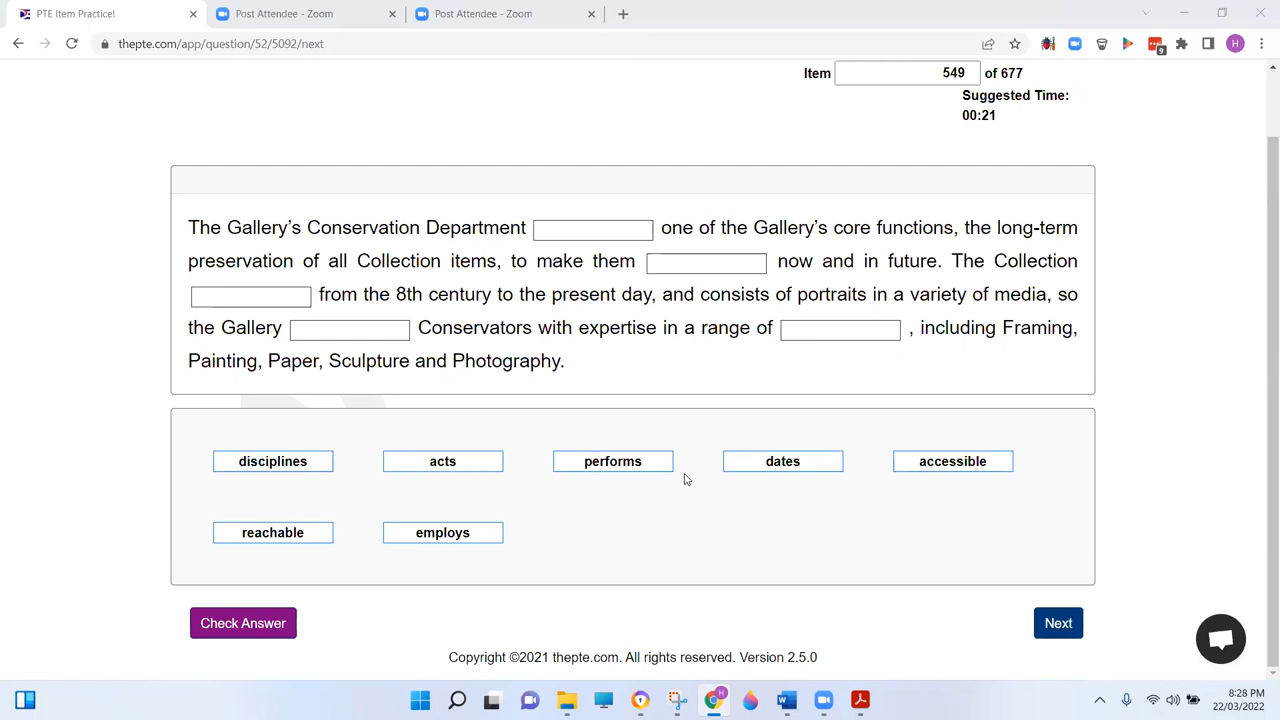 PTE Item Practice!
Post Attendee - Zoom
Post Attendee - Zoom
thepte.com/app/question/52/5092/next
9
H
Item 549 of 677
Suggested Time:
00:21
The Gallery's Conservation Department one of the Gallery's core functions, the long-term
preservation of all Collection items, to make them now and in future. The Collection
from the 8th century to the present day, and consists of portraits in a variety of media, so
the Gallery Conservators with expertise in a range of , including Framing,
Painting, Paper, Sculpture and Photography.
disciplines acts performs dates accessible
reachable employs
Check Answer Next
Copyright ©2021 thepte.com. All rights reserved. Version 2.5.0
H
8:28 PM
22/03/2022